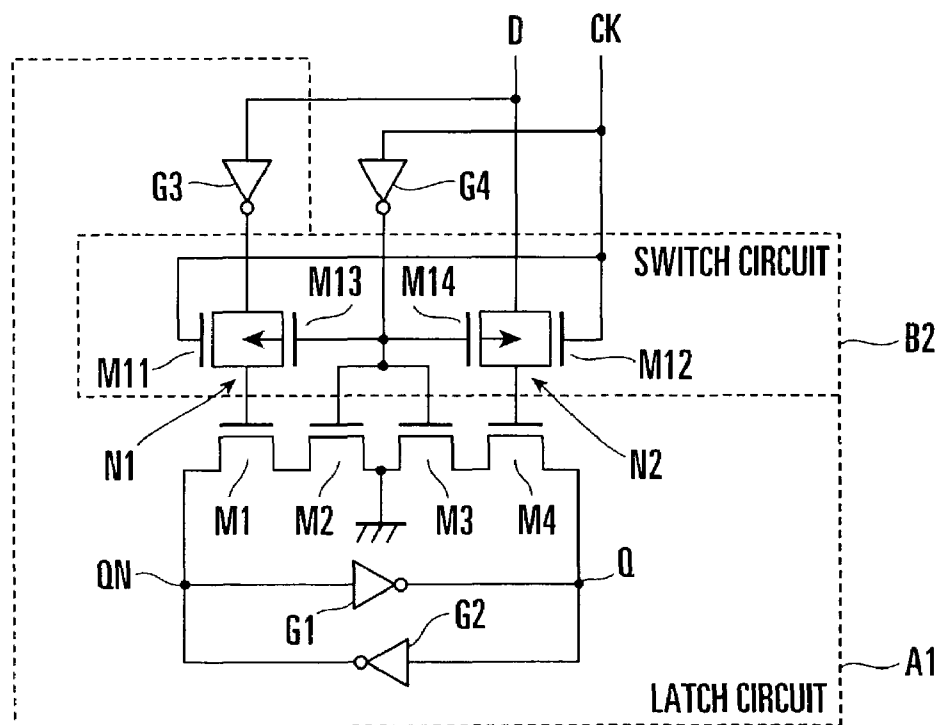 D CK
G3 G4
SWITCH CIRCUIT
M13 M14
M11 M12 B2
N1 N2
M1 M2 M3 M4
QN Q
G1 G2
A1
LATCH CIRCUIT